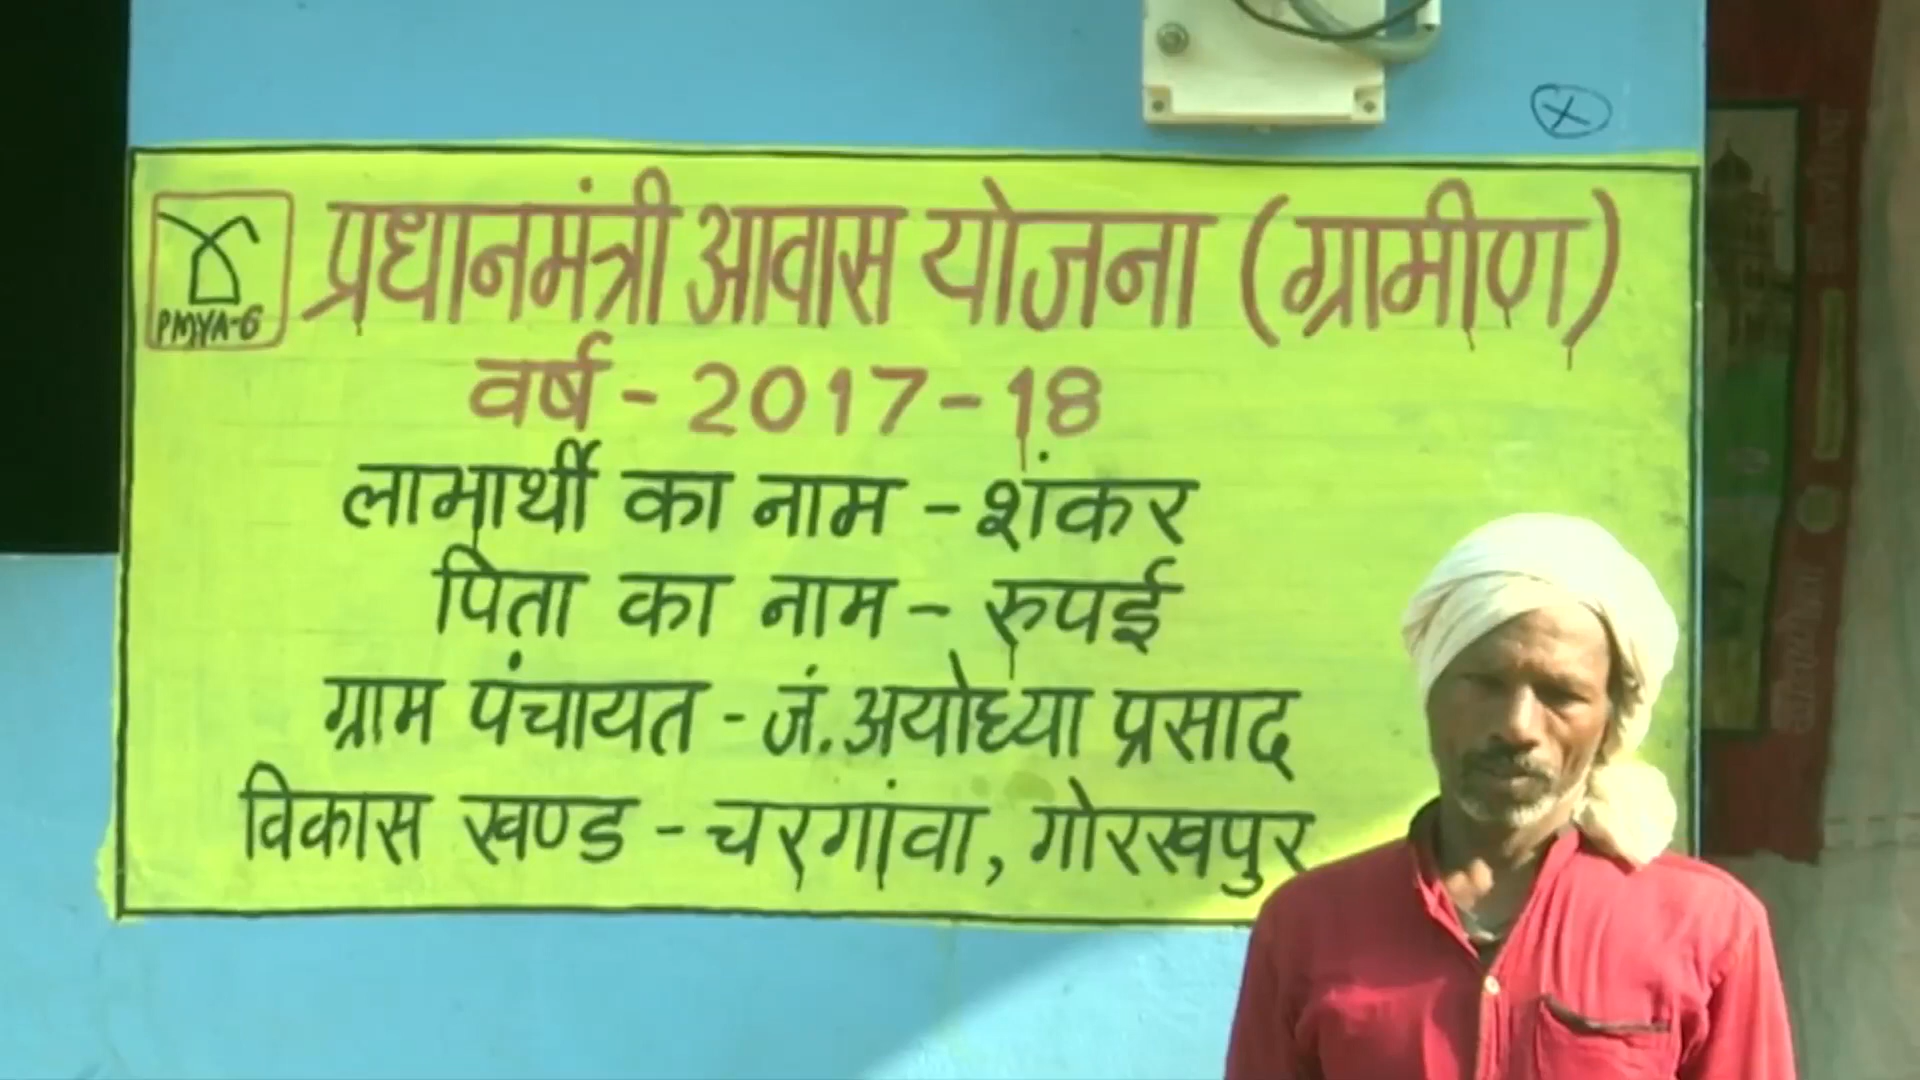 प्रधानमंत्री आवास योजना (ग्रामीण)
PMYA-G
वर्ष - 2017-18
लाभार्थी का नाम - शंकर
पिता का नाम - रुपई
ग्राम पंचायत - जं. अयोध्या प्रसाद
विकास खण्ड - चरगांवा, गोरखपुर